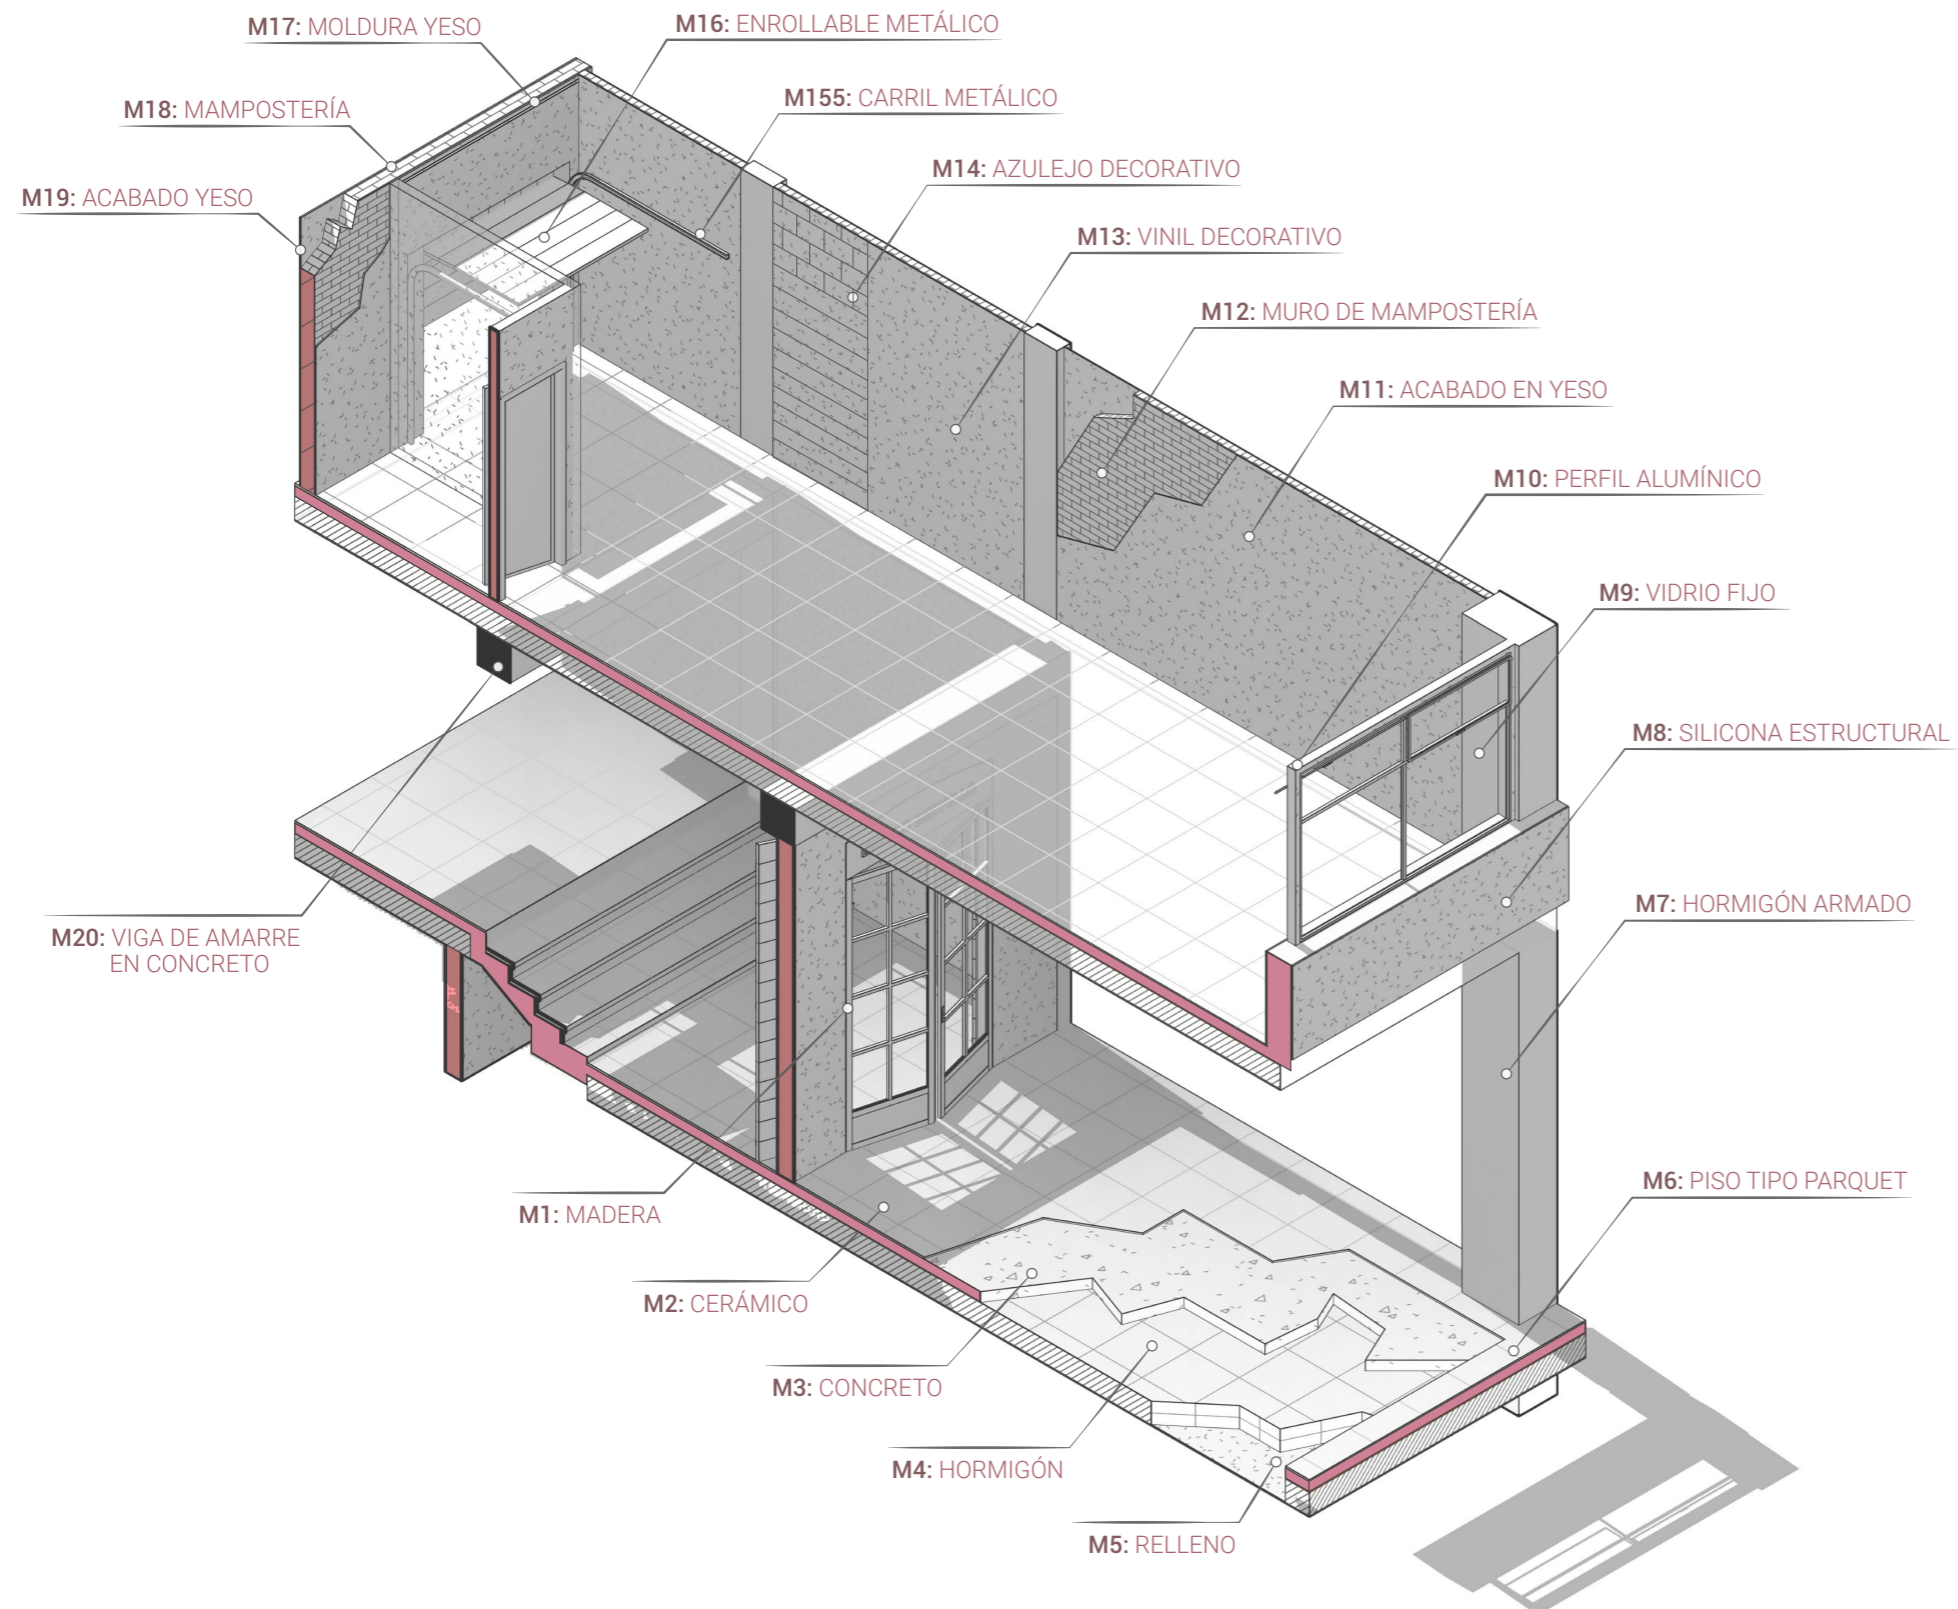 M17: MOLDURA YESO
M16: ENROLLABLE METÁLICO
M18: MAMPOSTERÍA
M155: CARRIL METÁLICO
M19: ACABADO YESO
M14: AZULEJO DECORATIVO
M13: VINIL DECORATIVO
M12: MURO DE MAMPOSTERÍA
M11: ACABADO EN YESO
M10: PERFIL ALUMÍNICO
M9: VIDRIO FIJO
M8: SILICONA ESTRUCTURAL
M7: HORMIGÓN ARMADO
M20: VIGA DE AMARRE
EN CONCRETO
M6: PISO TIPO PARQUET
M1: MADERA
M2: CERÁMICO
M3: CONCRETO
M4: HORMIGÓN
M5: RELLENO